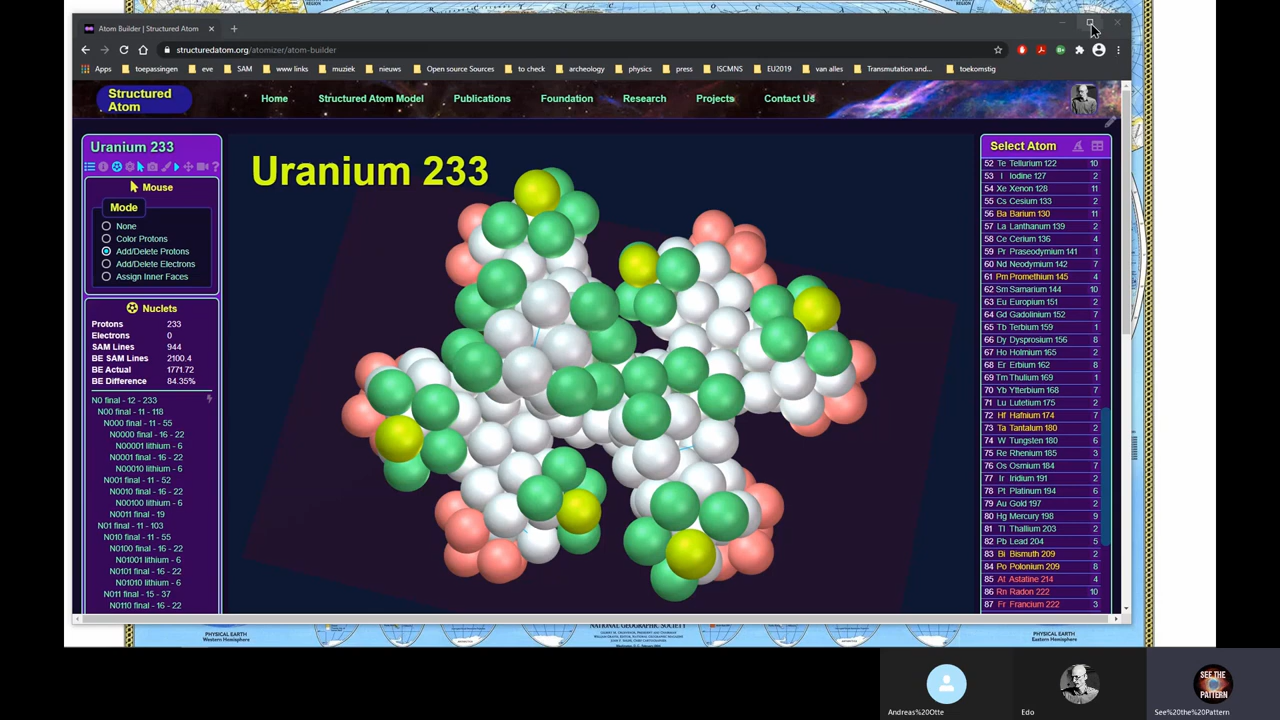 REGION
REGION
Atom Builder | Structured Atom
structuredatom.org/atomizer/atom-builder
Apps toepassingen eve SAM www links muziek nieuws Open source Sources to check archeology physics press ISCMNS EU2019 van alles Transmutation and... toekomstig
Structured
Atom
Home Structured Atom Model Publications Foundation Research Projects Contact Us
Uranium 233
Mouse
Mode
None
Color Protons
Add/Delete Protons
Add/Delete Electrons
Assign Inner Faces
Nuclets
Protons 233
Electrons 0
SAM Lines 944
BE SAM Lines 2100.4
BE Actual 1771.72
BE Difference 84.35%
N0 final - 12 - 233
N00 final - 11 - 118
N000 final - 11 - 55
N0000 final - 16 - 22
N00001 lithium - 6
N0001 final - 16 - 22
N00010 lithium - 6
N001 final - 11 - 52
N0010 final - 16 - 22
N00100 lithium - 6
N0011 final - 19
N01 final - 11 - 103
N010 final - 11 - 55
N0100 final - 16 - 22
N01001 lithium - 6
N0101 final - 16 - 22
N01010 lithium - 6
N011 final - 15 - 37
N0110 final - 16 - 22
Uranium 233
Select Atom
52 Te Tellurium 122 10
53 I Iodine 127 2
54 Xe Xenon 128 11
55 Cs Cesium 133 2
56 Ba Barium 130 11
57 La Lanthanum 139 2
58 Ce Cerium 136 4
59 Pr Praseodymium 141 1
60 Nd Neodymium 142 7
61 Pm Promethium 145 4
62 Sm Samarium 144 10
63 Eu Europium 151 2
64 Gd Gadolinium 152 7
65 Tb Terbium 159 1
66 Dy Dysprosium 156 8
67 Ho Holmium 165 2
68 Er Erbium 162 8
69 Tm Thulium 169 1
70 Yb Ytterbium 168 7
71 Lu Lutetium 175 2
72 Hf Hafnium 174 7
73 Ta Tantalum 180 2
74 W Tungsten 180 6
75 Re Rhenium 185 3
76 Os Osmium 184 7
77 Ir Iridium 191 2
78 Pt Platinum 194 6
79 Au Gold 197 2
80 Hg Mercury 198 9
81 Tl Thallium 203 2
82 Pb Lead 204 5
83 Bi Bismuth 209 2
84 Po Polonium 209 8
85 At Astatine 214 4
86 Rn Radon 222 10
87 Fr Francium 222 3
PHYSICAL EARTH
Western Hemisphere
NATIONAL GEOGRAPHIC SOCIETY
PHYSICAL EARTH
Eastern Hemisphere
SEE THE
PATTERN
Andreas%20Otte Edo See%20the%20Pattern